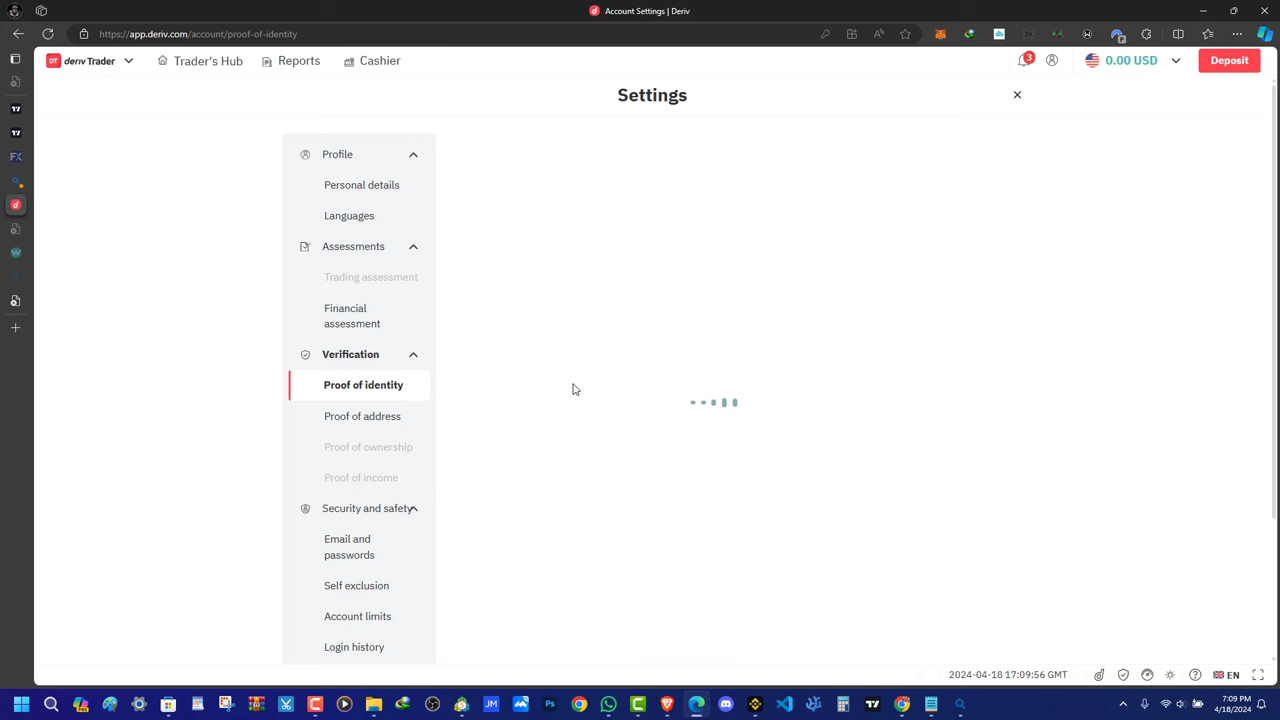 Account Settings | Deriv
https://app.deriv.com/account/proof-of-identity
DT deriv Trader Trader's Hub Reports Cashier 3 0.00 USD Deposit
Settings
Profile
Personal details
Languages
Assessments
Trading assessment
Financial
assessment
Verification
Proof of identity
Proof of address
Proof of ownership
Proof of income
Security and safety
Email and
passwords
Self exclusion
Account limits
Login history
2024-04-18 17:09:56 GMT EN
7:09 PM
4/18/2024